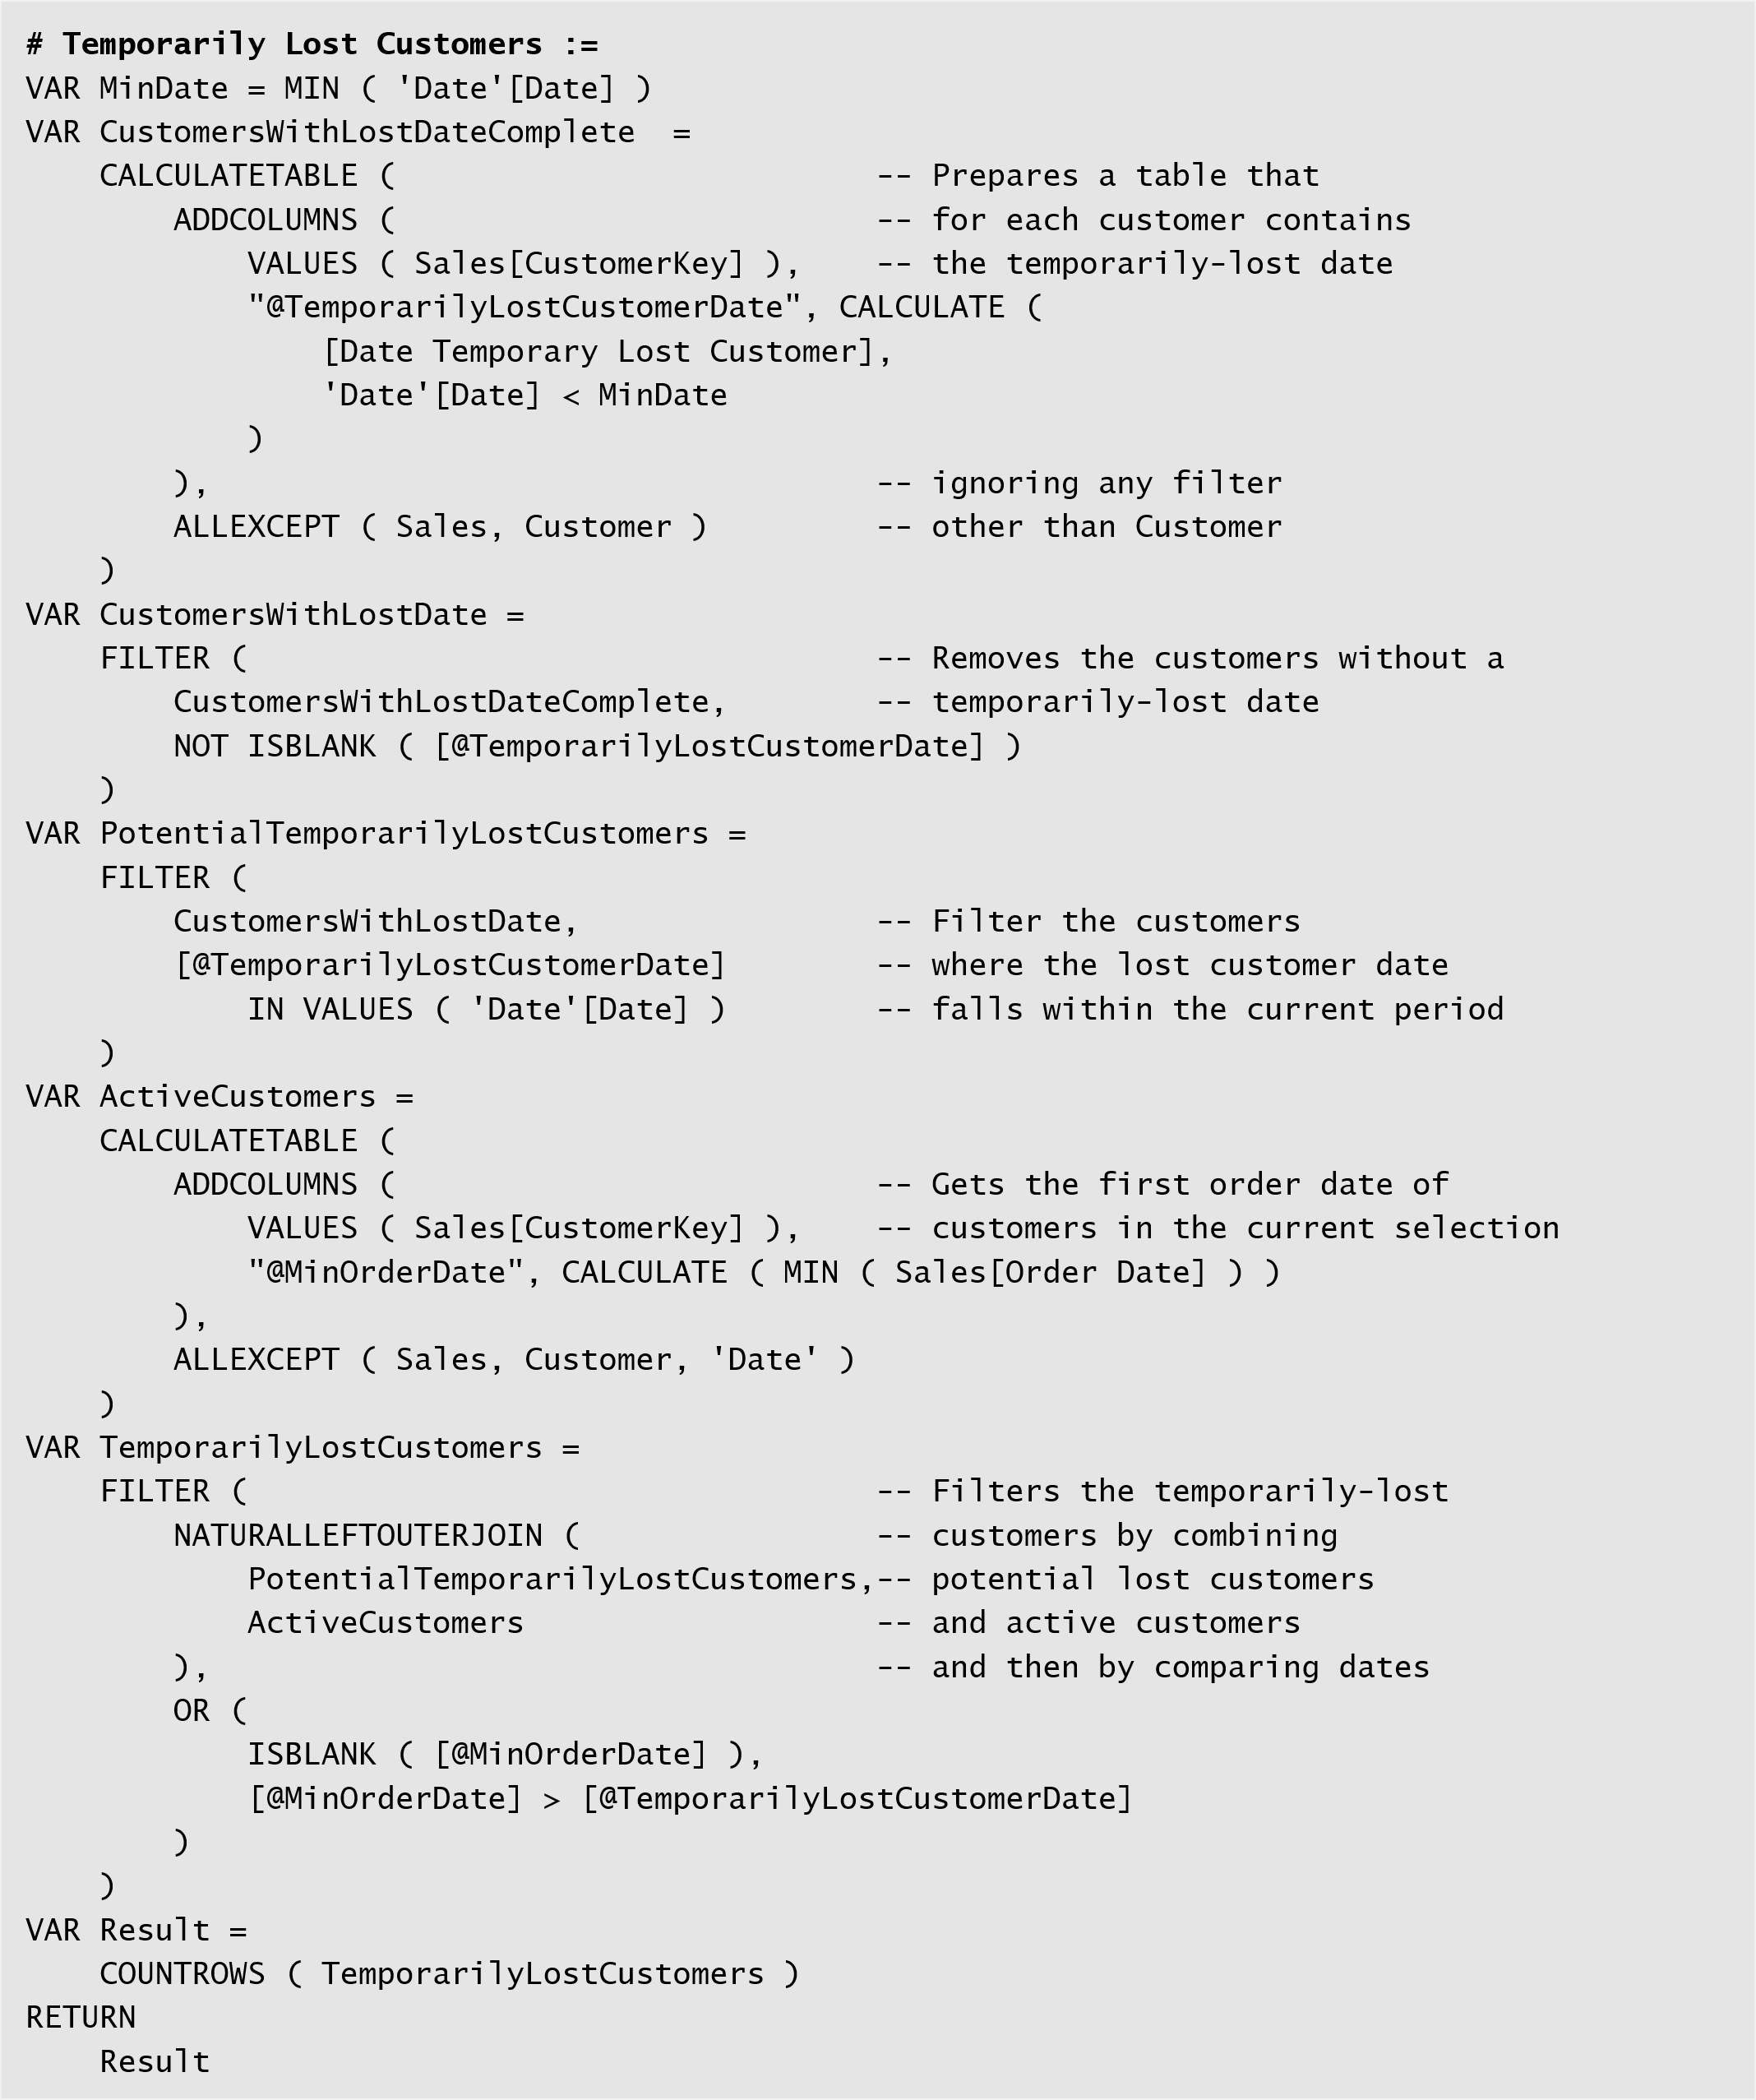 # Temporarily Lost Customers :=
VAR MinDate = MIN ( 'Date'[Date] )
VAR CustomersWithLostDateComplete  =
    CALCULATETABLE (                          -- Prepares a table that
        ADDCOLUMNS (                          -- for each customer contains
            VALUES ( Sales[CustomerKey] ),    -- the temporarily-lost date
            "@TemporarilyLostCustomerDate", CALCULATE (
                [Date Temporary Lost Customer],
                'Date'[Date] < MinDate
            )
        ),                                    -- ignoring any filter
        ALLEXCEPT ( Sales, Customer )         -- other than Customer
    )
VAR CustomersWithLostDate =
    FILTER (                                  -- Removes the customers without a
        CustomersWithLostDateComplete,        -- temporarily-lost date
        NOT ISBLANK ( [@TemporarilyLostCustomerDate] )
    )
VAR PotentialTemporarilyLostCustomers =
    FILTER (
        CustomersWithLostDate,                -- Filter the customers
        [@TemporarilyLostCustomerDate]        -- where the lost customer date
            IN VALUES ( 'Date'[Date] )        -- falls within the current period
    )
VAR ActiveCustomers =
    CALCULATETABLE (
        ADDCOLUMNS (                          -- Gets the first order date of
            VALUES ( Sales[CustomerKey] ),    -- customers in the current selection
            "@MinOrderDate", CALCULATE ( MIN ( Sales[Order Date] ) )
        ),
        ALLEXCEPT ( Sales, Customer, 'Date' )
    )
VAR TemporarilyLostCustomers =
    FILTER (                                  -- Filters the temporarily-lost
        NATURALLEFTOUTERJOIN (                -- customers by combining
            PotentialTemporarilyLostCustomers,-- potential lost customers
            ActiveCustomers                   -- and active customers
        ),                                    -- and then by comparing dates
        OR (
            ISBLANK ( [@MinOrderDate] ),
            [@MinOrderDate] > [@TemporarilyLostCustomerDate]
        )
    )
VAR Result =
    COUNTROWS ( TemporarilyLostCustomers )
RETURN
    Result